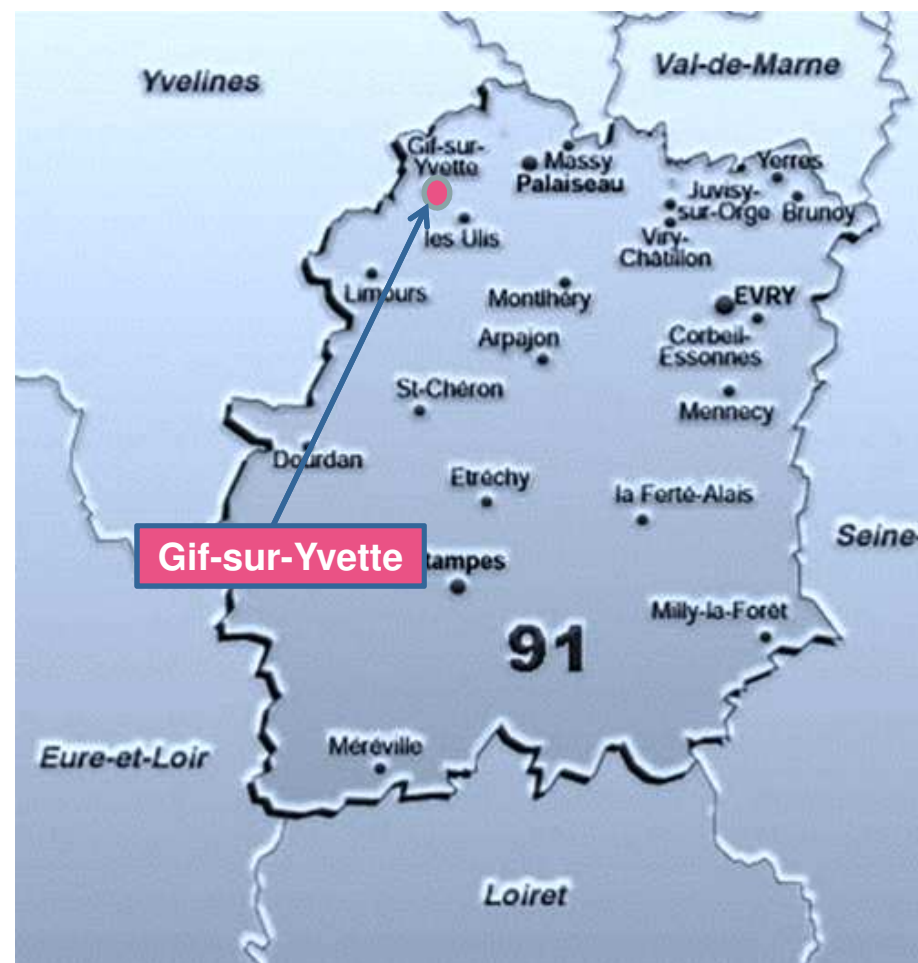 Val-de-Marne
Yvelines
Gif-sur-
Yvette
Massy
Palaiseau
Yerres
Juvisy-
sur-Orge
Brunoy
les Ulis
Viry-
Châtillon
Limours
Montlhéry
EVRY
Arpajon
Corbeil-
Essonnes
St-Chéron
Mennecy
Dourdan
Etréchy
la Ferté-Alais
Seine-
Gif-sur-Yvette
tampes
Milly-la-Forêt
91
Eure-et-Loir
Méréville
Loiret